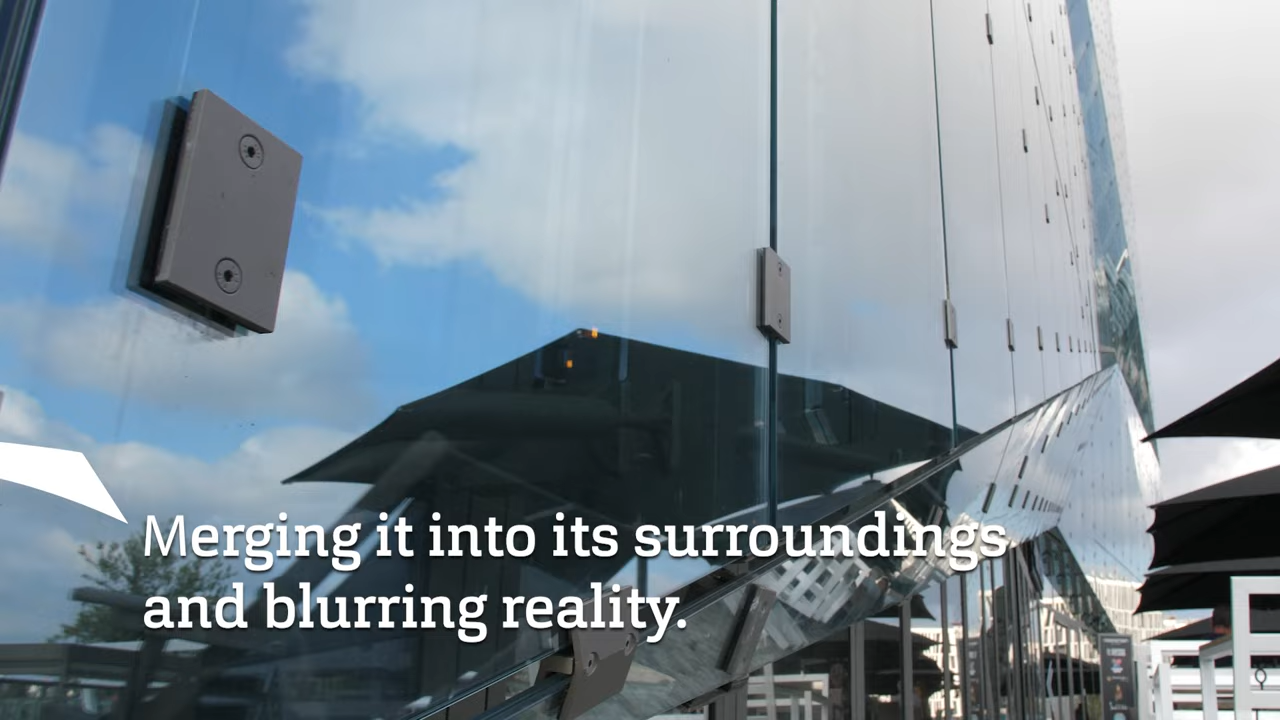 Merging it into its surroundings
and blurring reality.